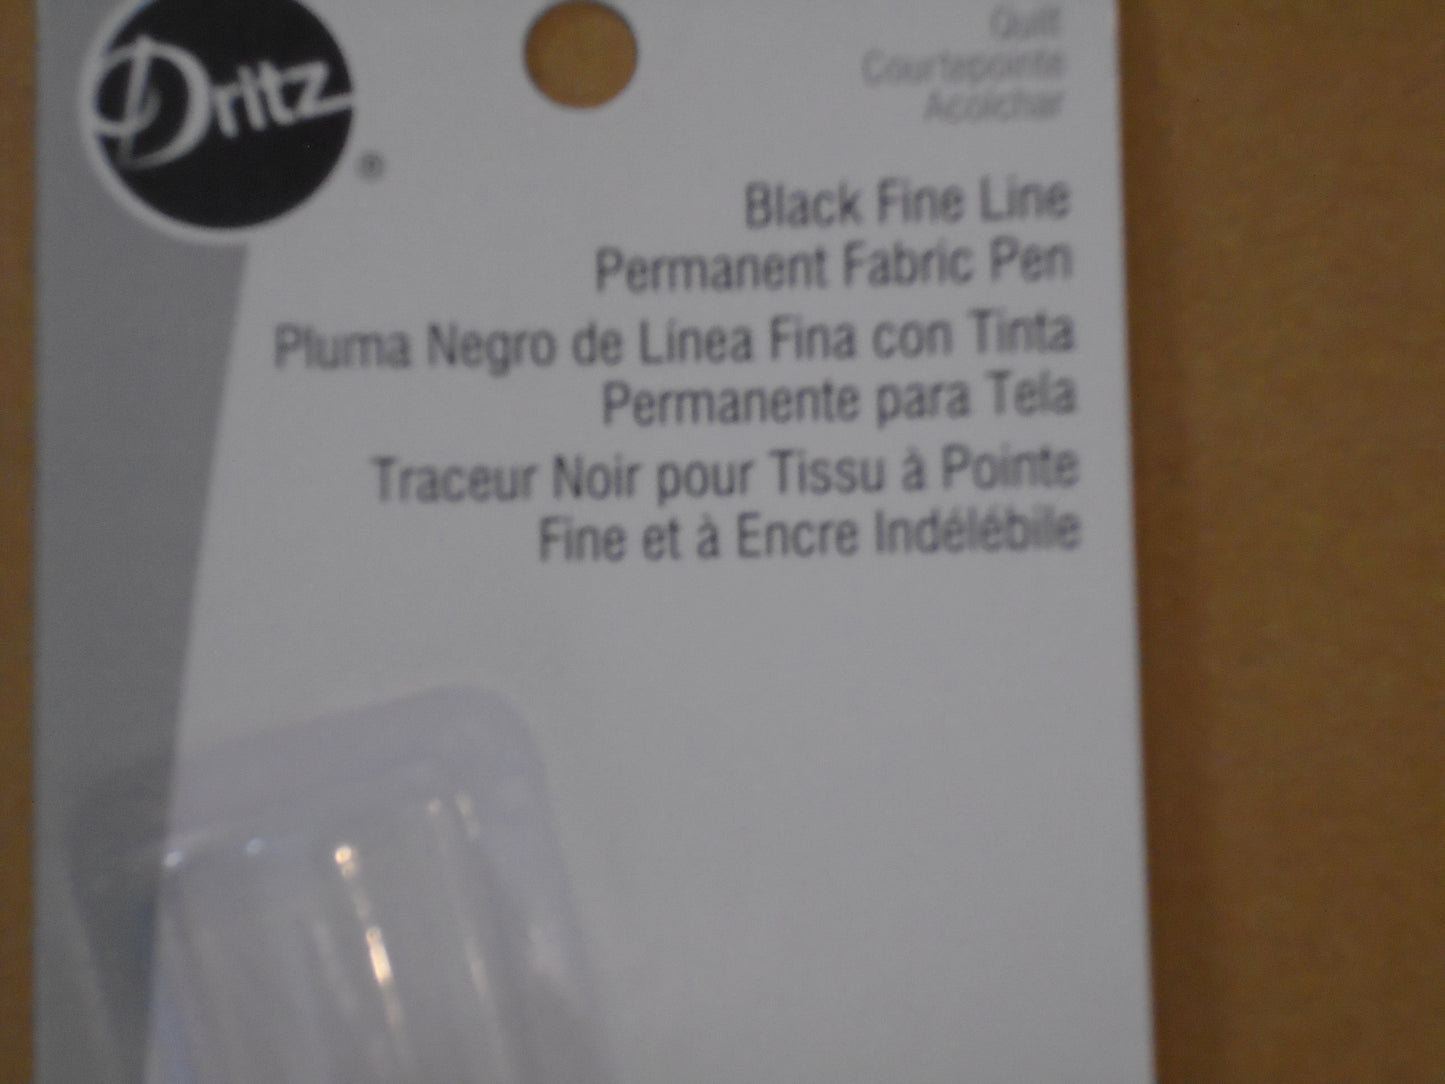 Dritz®
Quilt
Courtepointe
Acolchar
Black Fine Line
Permanent Fabric Pen
Pluma Negro de Línea Fina con Tinta
Permanente para Tela
Traceur Noir pour Tissu à Pointe
Fine et à Encre Indélébile